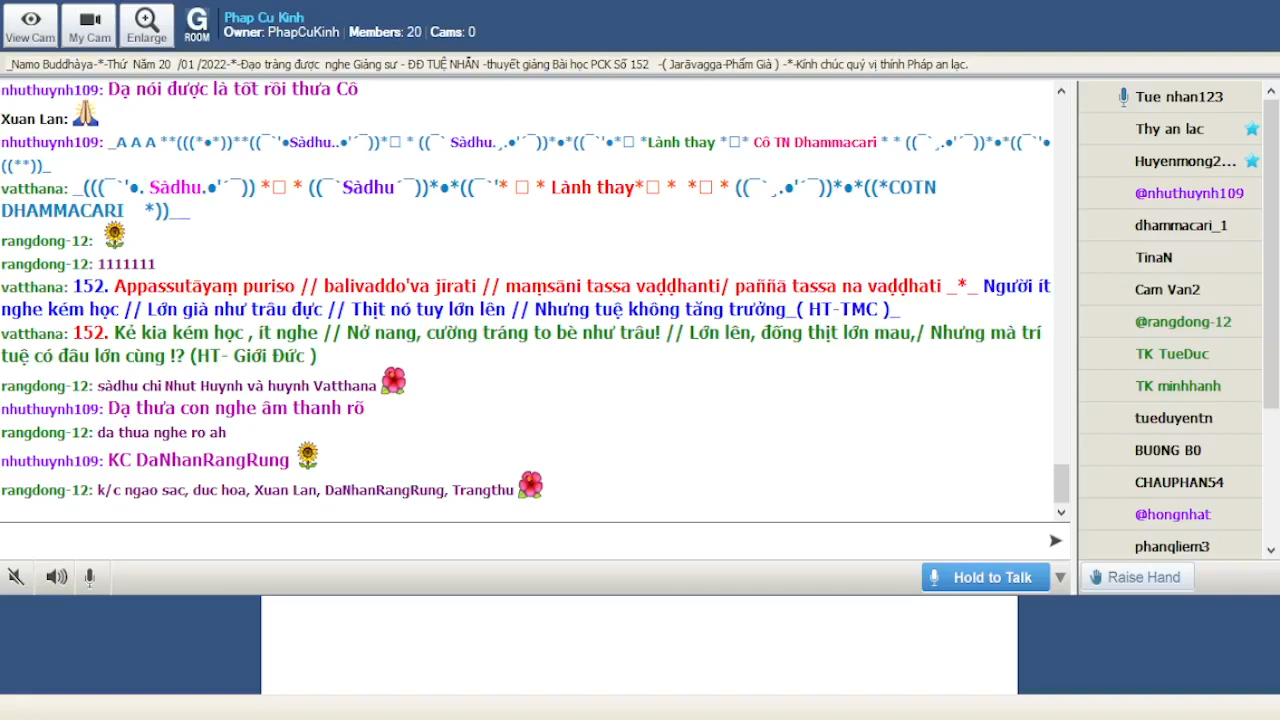 View Cam
My Cam
Enlarge
G
ROOM
Phap Cu Kinh
Owner: PhapCuKinh | Members: 20 | Cams: 0
_Namo Buddhàya-*-Thứ Năm 20 /01 /2022-*-Đạo tràng được nghe Giảng sư - ĐĐ TUỆ NHẪN -thuyết giảng Bài học PCK Số 152 -( Jarāvagga-Phẩm Già ) -*-Kính chúc quý vị thính Pháp an lạc.
nhuthuynh109: Dạ nói được là tốt rồi thưa Cô
Xuan Lan:
nhuthuynh109: _A A A **(((*●*))**((¯`'●Sàdhu..●'´¯))*□ * ((¯` Sàdhu.¸.●'´¯))*●*((¯`'●*□ *Lành thay *□* Cô TN Dhammacari * * ((¯`¸.●'´¯))*●*((¯`'●
((**))_
vatthana: _(((¯`'●. Sàdhu.●'´¯)) *□ * ((¯`Sàdhu´¯))*●*((¯`'* □ * Lành thay*□ * *□ * ((¯`¸.●'´¯))*●*((*COTN
DHAMMACARI *))__
rangdong-12:
rangdong-12: 1111111
vatthana: 152. Appassutāyaṃ puriso // balivaddo'va jīrati // maṃsāni tassa vaḍḍhanti/ paññā tassa na vaḍḍhati _*_ Người ít
nghe kém học // Lớn già như trâu đực // Thịt nó tuy lớn lên // Nhưng tuệ không tăng trưởng_( HT-TMC )_
vatthana: 152. Kẻ kia kém học , ít nghe // Nở nang, cường tráng to bè như trâu! // Lớn lên, đống thịt lớn mau,/ Nhưng mà trí
tuệ có đâu lớn cùng !? (HT- Giới Đức )
rangdong-12: sàdhu chi Nhut Huynh và huynh Vatthana
nhuthuynh109: Dạ thưa con nghe âm thanh rõ
rangdong-12: da thua nghe ro ah
nhuthuynh109: KC DaNhanRangRung
rangdong-12: k/c ngao sac, duc hoa, Xuan Lan, DaNhanRangRung, Trangthu
Tue nhan123
Thy an lac
Huyenmong2...
@nhuthuynh109
dhammacari_1
TinaN
Cam Van2
@rangdong-12
TK TueDuc
TK minhhanh
tueduyentn
BU0NG B0
CHAUPHAN54
@hongnhat
phanqliem3
Hold to Talk
Raise Hand